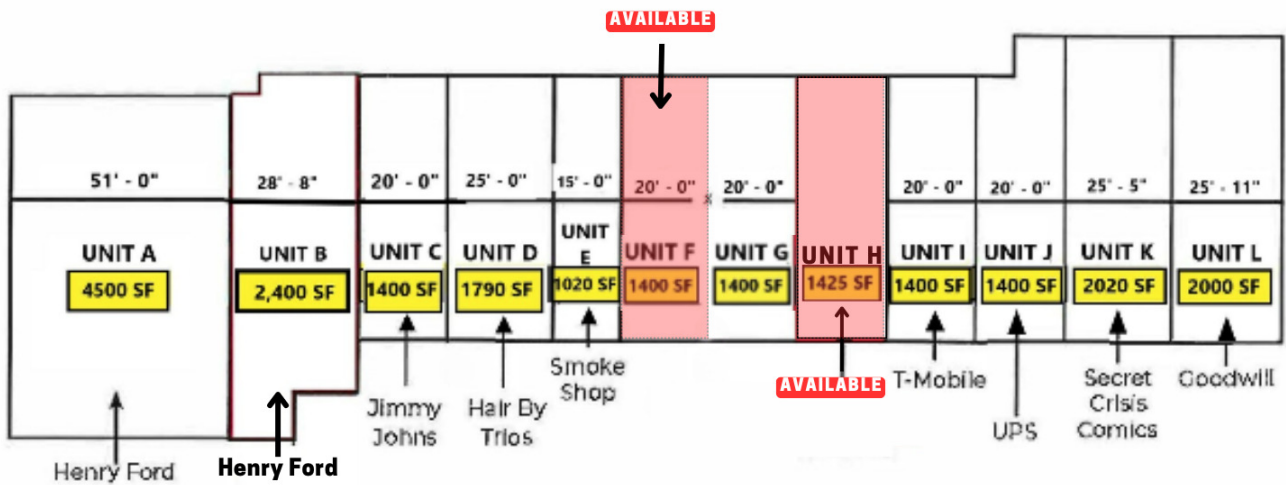 AVAILABLE
51' - 0"
28' - 8"
20' - 0"
25' - 0"
15' - 0"
20' - 0"
x
20' - 0"
20' - 0"
20' - 0"
25' - 5"
25' - 11"
UNIT A
4500 SF
UNIT B
2,400 SF
UNIT C
1400 SF
UNIT D
1790 SF
UNIT
E
1020 SF
UNIT F
1400 SF
UNIT G
1400 SF
UNIT H
1425 SF
UNIT I
1400 SF
UNIT J
1400 SF
UNIT K
2020 SF
UNIT L
2000 SF
Henry Ford
Henry Ford
Jimmy
Johns
Hair By
Trios
Smoke
Shop
AVAILABLE
T-Mobile
UPS
Secret
Crisis
Comics
Goodwill